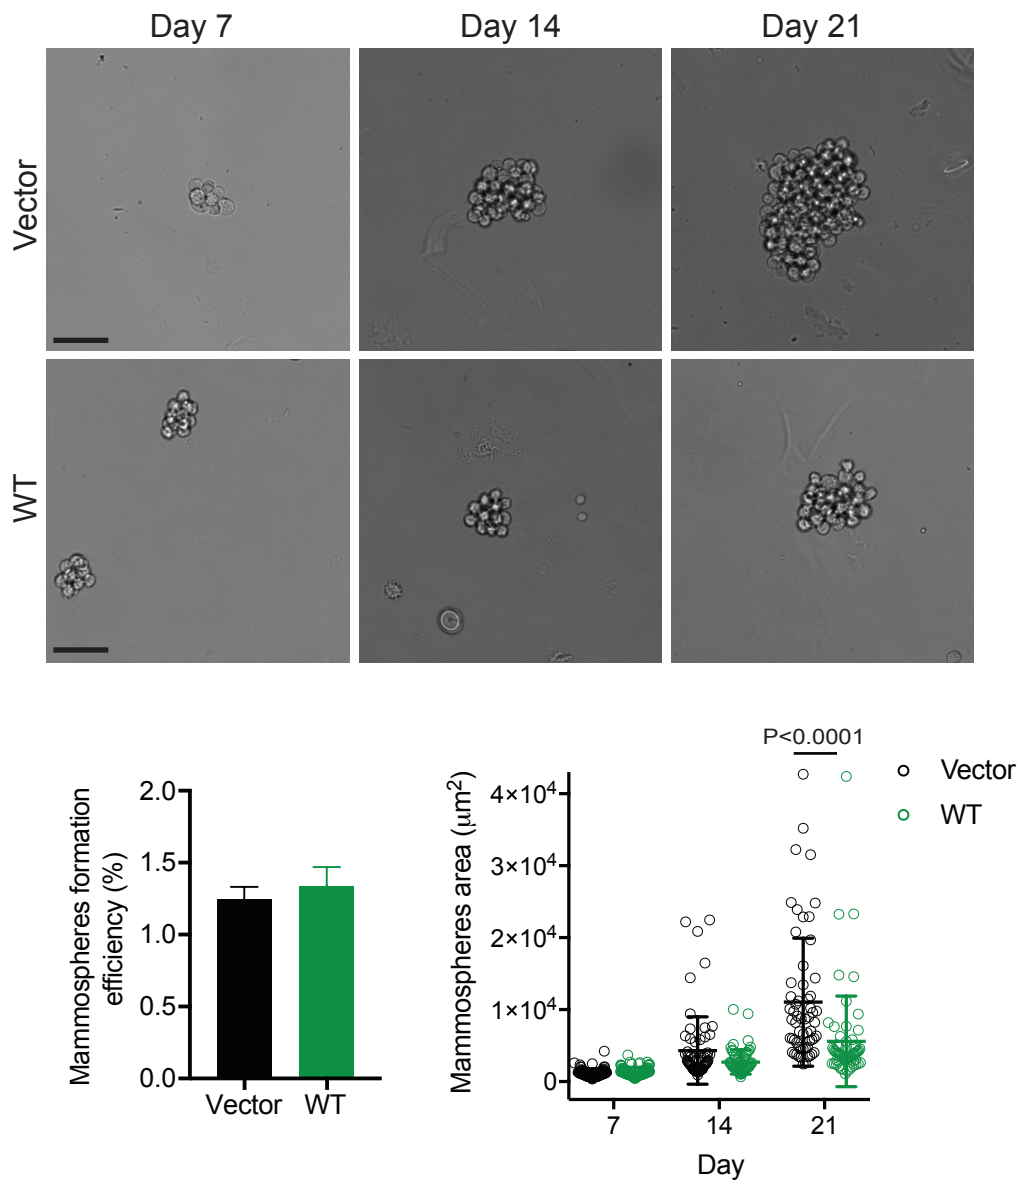 Day 7
Day 14
Day 21
Vector
WT
Mammospheres formation
efficiency (%)
2.0
1.5
1.0
0.5
0.0
Vector
WT
Mammospheres area (μm²)
4×10⁴
3×10⁴
2×10⁴
1×10⁴
0
P<0.0001
Vector
WT
7
14
21
Day